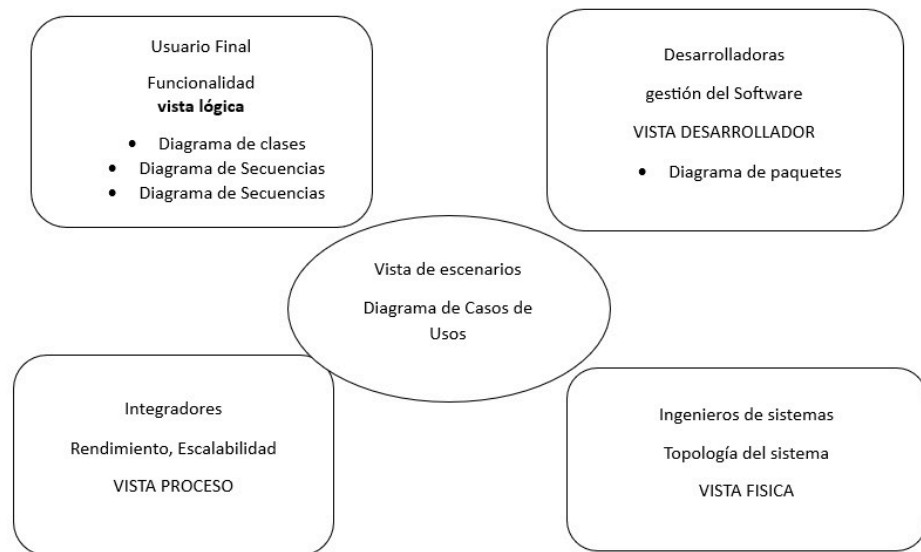 Usuario Final
Funcionalidad
vista lógica
• Diagrama de clases
• Diagrama de Secuencias
• Diagrama de Secuencias
Desarrolladoras
gestión del Software
VISTA DESARROLLADOR
• Diagrama de paquetes
Vista de escenarios
Diagrama de Casos de
Usos
Integradores
Rendimiento, Escalabilidad
VISTA PROCESO
Ingenieros de sistemas
Topología del sistema
VISTA FISICA